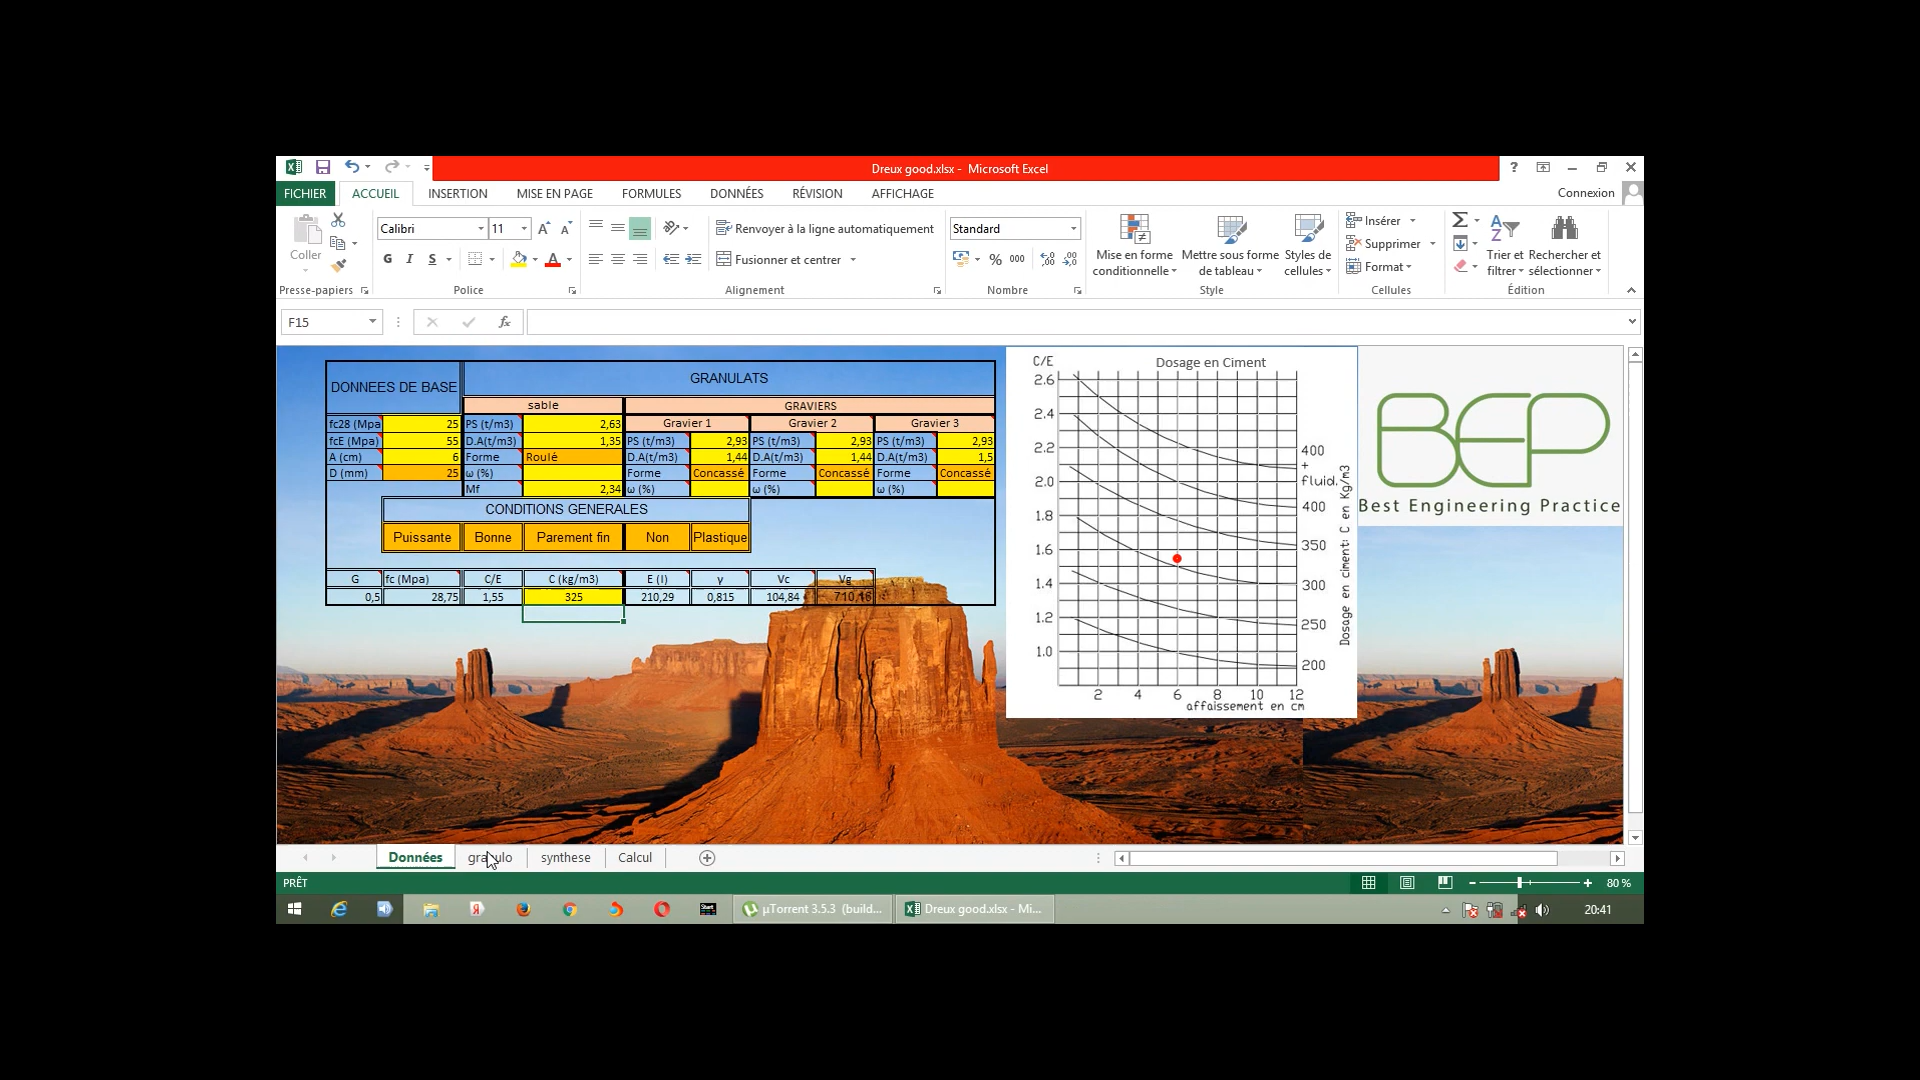 Dreux good.xlsx - Microsoft Excel
?
FICHIER ACCUEIL INSERTION MISE EN PAGE FORMULES DONNÉES RÉVISION AFFICHAGE Connexion
Coller
Calibri 11
G I S A
Renvoyer à la ligne automatiquement
Fusionner et centrer
Standard
% 000
Mise en forme conditionnelle
Mettre sous forme de tableau
Styles de cellules
Insérer
Supprimer
Format
Trier et filtrer
Rechercher et sélectionner
Presse-papiers Police Alignement Nombre Style Cellules Édition
F15 fx
DONNEES DE BASE GRANULATS
sable GRAVIERS
fc28 (Mpa 25 PS (t/m3) 2,63 Gravier 1 Gravier 2 Gravier 3
fcE (Mpa) 55 D.A(t/m3) 1,35 PS (t/m3) 2,93 PS (t/m3) 2,93 PS (t/m3) 2,93
A (cm) 6 Forme Roulé D.A(t/m3) 1,44 D.A(t/m3) 1,44 D.A(t/m3) 1,5
D (mm) 25 ω (%) Forme Concassé Forme Concassé Forme Concassé
Mf 2,34 ω (%) ω (%) ω (%)
CONDITIONS GENERALES
Puissante Bonne Parement fin Non Plastique
G fc (Mpa) C/E C (kg/m3) E (l) γ Vc Vg
0,5 28,75 1,55 325 210,29 0,815 104,84 710,16
C/E Dosage en Ciment
2.6
2.4
2.2
2.0
1.8
1.6
1.4
1.2
1.0
400
+
fluid.
400
350
300
250
200
Dosage en ciment: C en Kg/m3
2 4 6 8 10 12
affaissement en cm
BEP
Best Engineering Practice
Données granulo synthese Calcul
PRÊT 80 %
µTorrent 3.5.3 (build... Dreux good.xlsx - Mi... 20:41